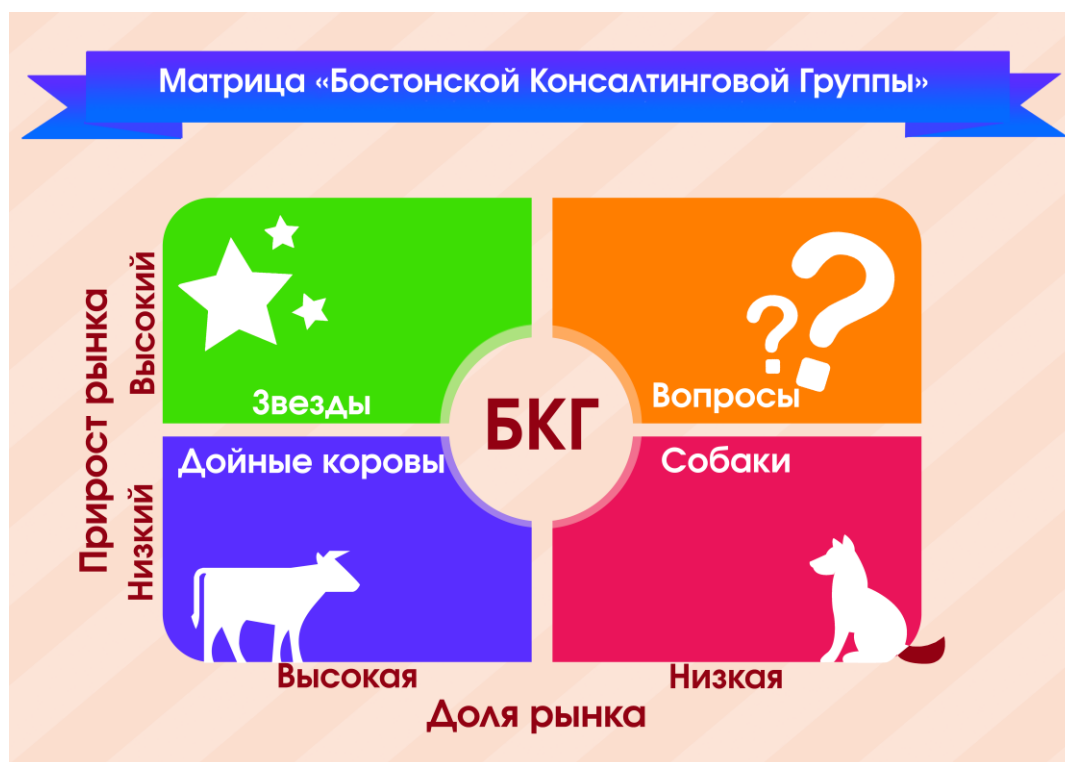 Матрица «Бостонской Консалтинговой Группы»
Прирост рынка
Высокий
Низкий
Звезды
Вопросы
БКГ
Дойные коровы
Собаки
Высокая
Низкая
Доля рынка